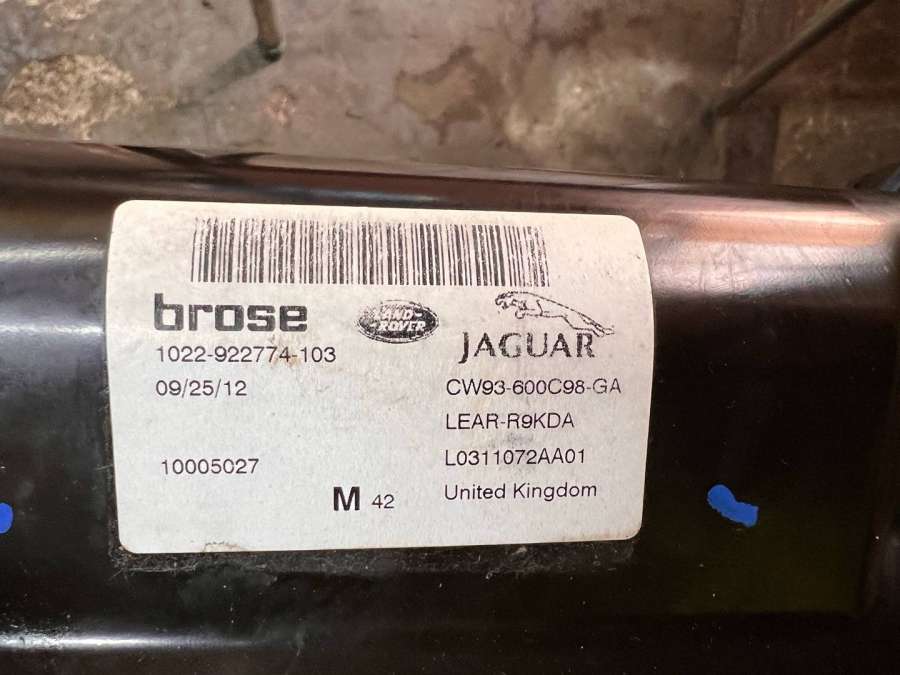 brose
LAND-
ROVER
JAGUAR
1022-922774-103
09/25/12
CW93-600C98-GA
LEAR-R9KDA
10005027
L0311072AA01
M 42
United Kingdom